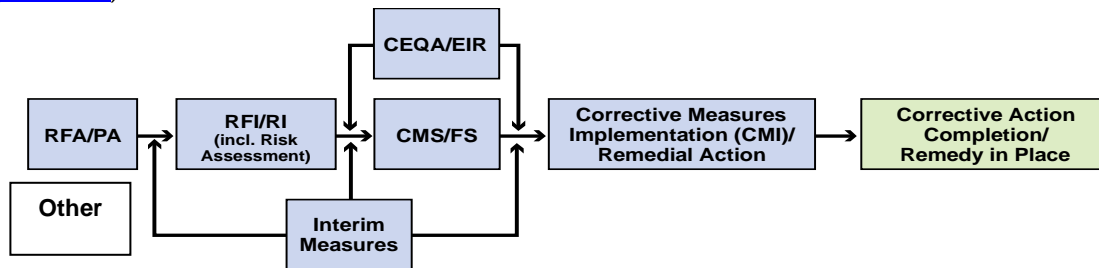 CEQA/EIR
RFA/PA
RFI/RI
(incl. Risk
Assessment)
CMS/FS
Corrective Measures
Implementation (CMI)/
Remedial Action
Corrective Action
Completion/
Remedy in Place
Other
Interim
Measures